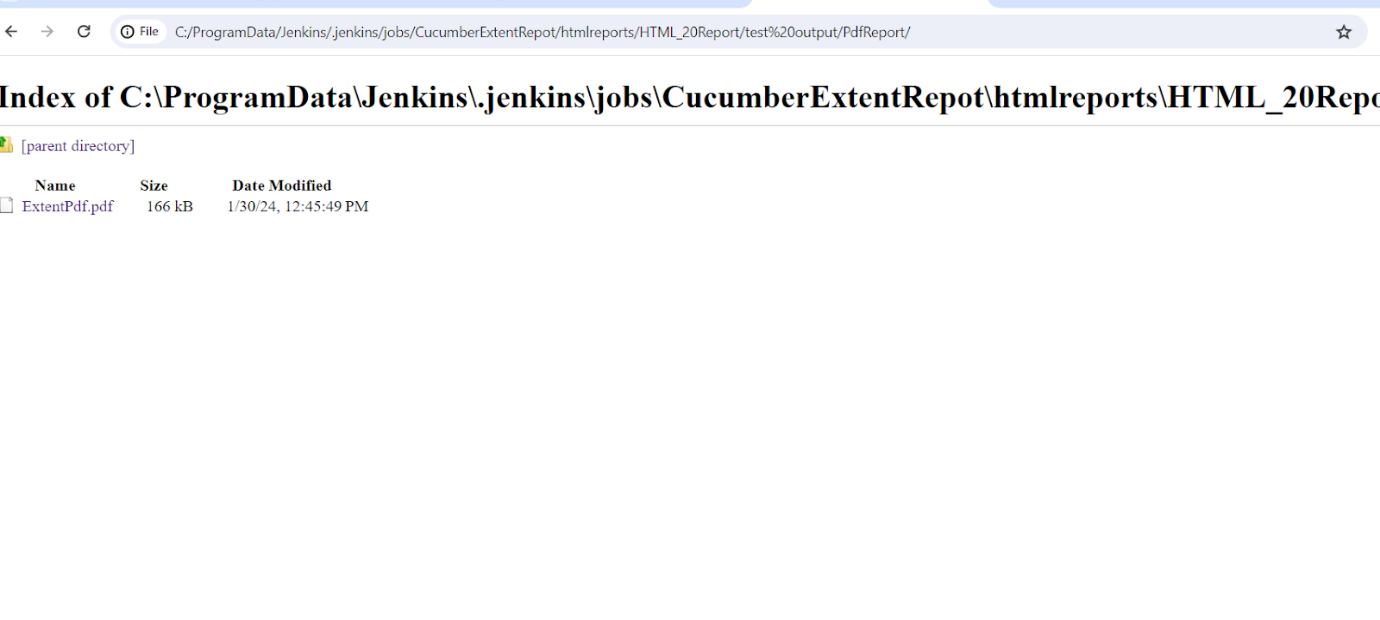 File C:/ProgramData/Jenkins/.jenkins/jobs/CucumberExtentRepot/htmlreports/HTML_20Report/test%20output/PdfReport/
Index of C:\ProgramData\Jenkins\.jenkins\jobs\CucumberExtentRepot\htmlreports\HTML_20Repo
[parent directory]
Name Size Date Modified
ExtentPdf.pdf 166 kB 1/30/24, 12:45:49 PM